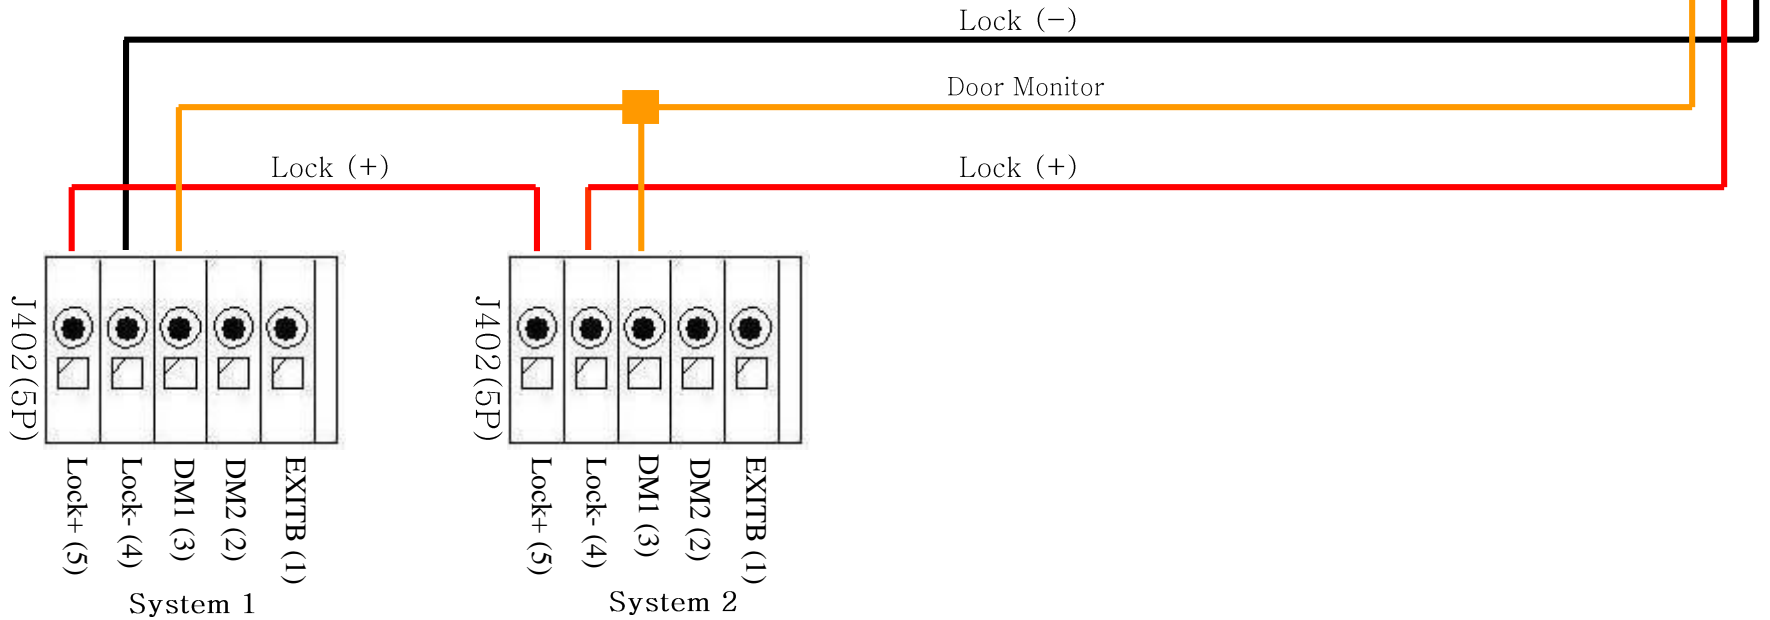 Lock (−)
Door Monitor
Lock (+)
Lock (+)
J402(5P)
J402(5P)
Lock+ (5)
Lock- (4)
DM1 (3)
DM2 (2)
EXITB (1)
Lock+ (5)
Lock- (4)
DM1 (3)
DM2 (2)
EXITB (1)
System 1
System 2